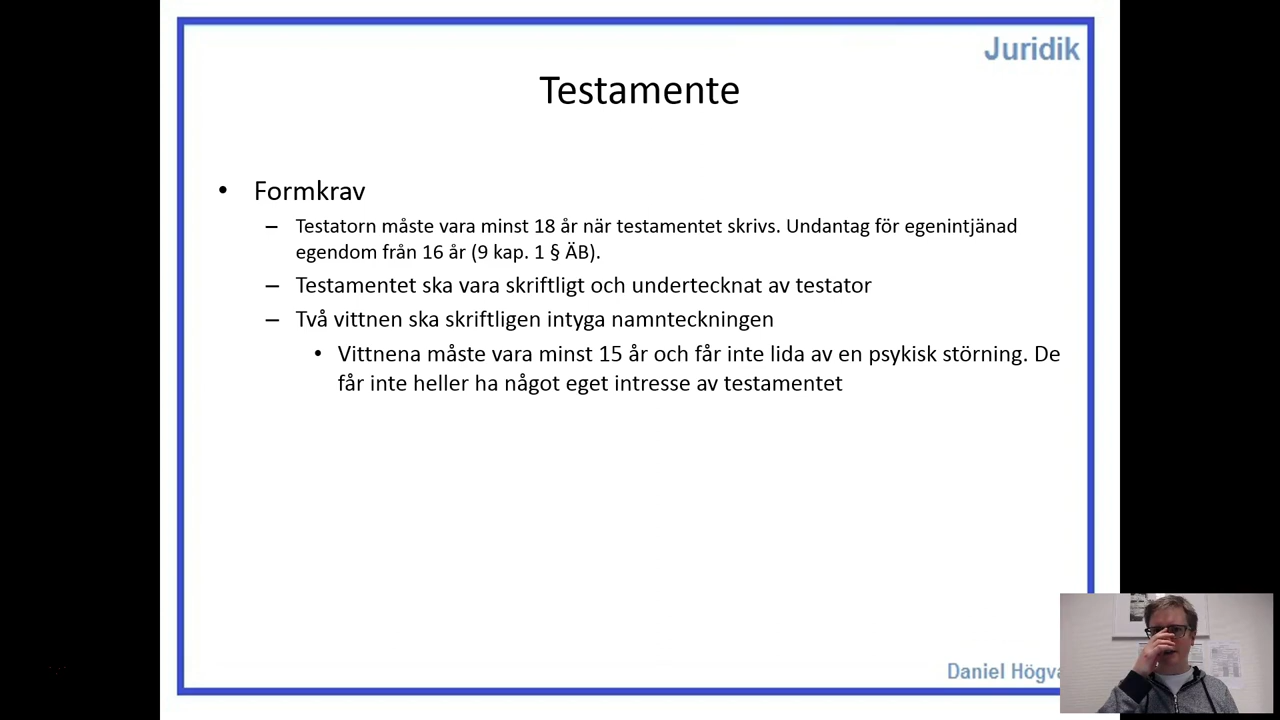 Juridik
Testamente
• Formkrav
– Testatorn måste vara minst 18 år när testamentet skrivs. Undantag för egenintjänad
egendom från 16 år (9 kap. 1 § ÄB).
– Testamentet ska vara skriftligt och undertecknat av testator
– Två vittnen ska skriftligen intyga namnteckningen
• Vittnena måste vara minst 15 år och får inte lida av en psykisk störning. De
får inte heller ha något eget intresse av testamentet
Daniel